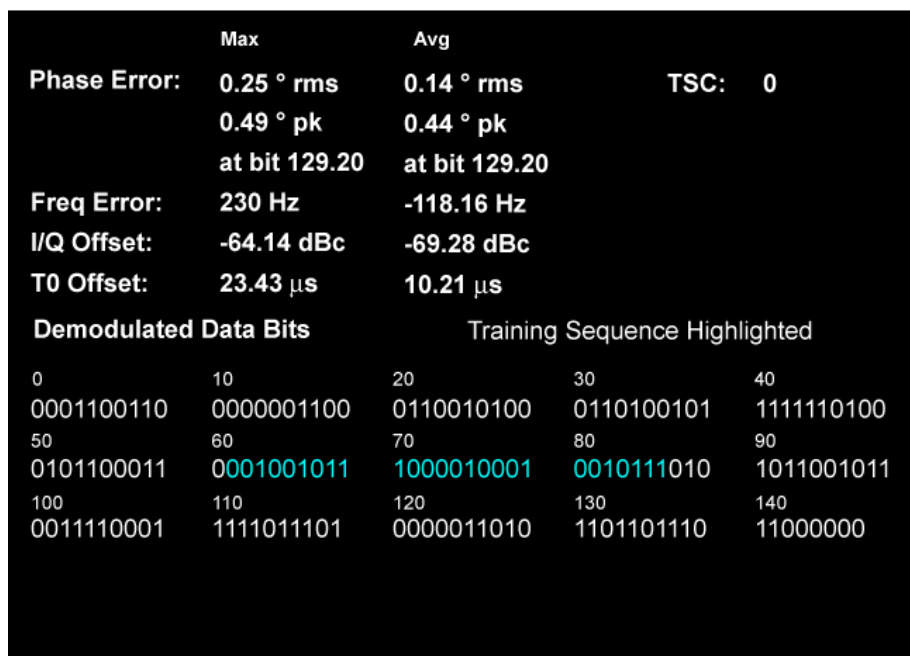 Max Avg
Phase Error: 0.25 ° rms 0.14 ° rms TSC: 0
0.49 ° pk 0.44 ° pk
at bit 129.20 at bit 129.20
Freq Error: 230 Hz -118.16 Hz
I/Q Offset: -64.14 dBc -69.28 dBc
T0 Offset: 23.43 μs 10.21 μs
Demodulated Data Bits Training Sequence Highlighted
0 10 20 30 40
0001100110 0000001100 0110010100 0110100101 1111110100
50 60 70 80 90
0101100011 0001001011 1000010001 0010111010 1011001011
100 110 120 130 140
0011110001 1111011101 0000011010 1101101110 11000000